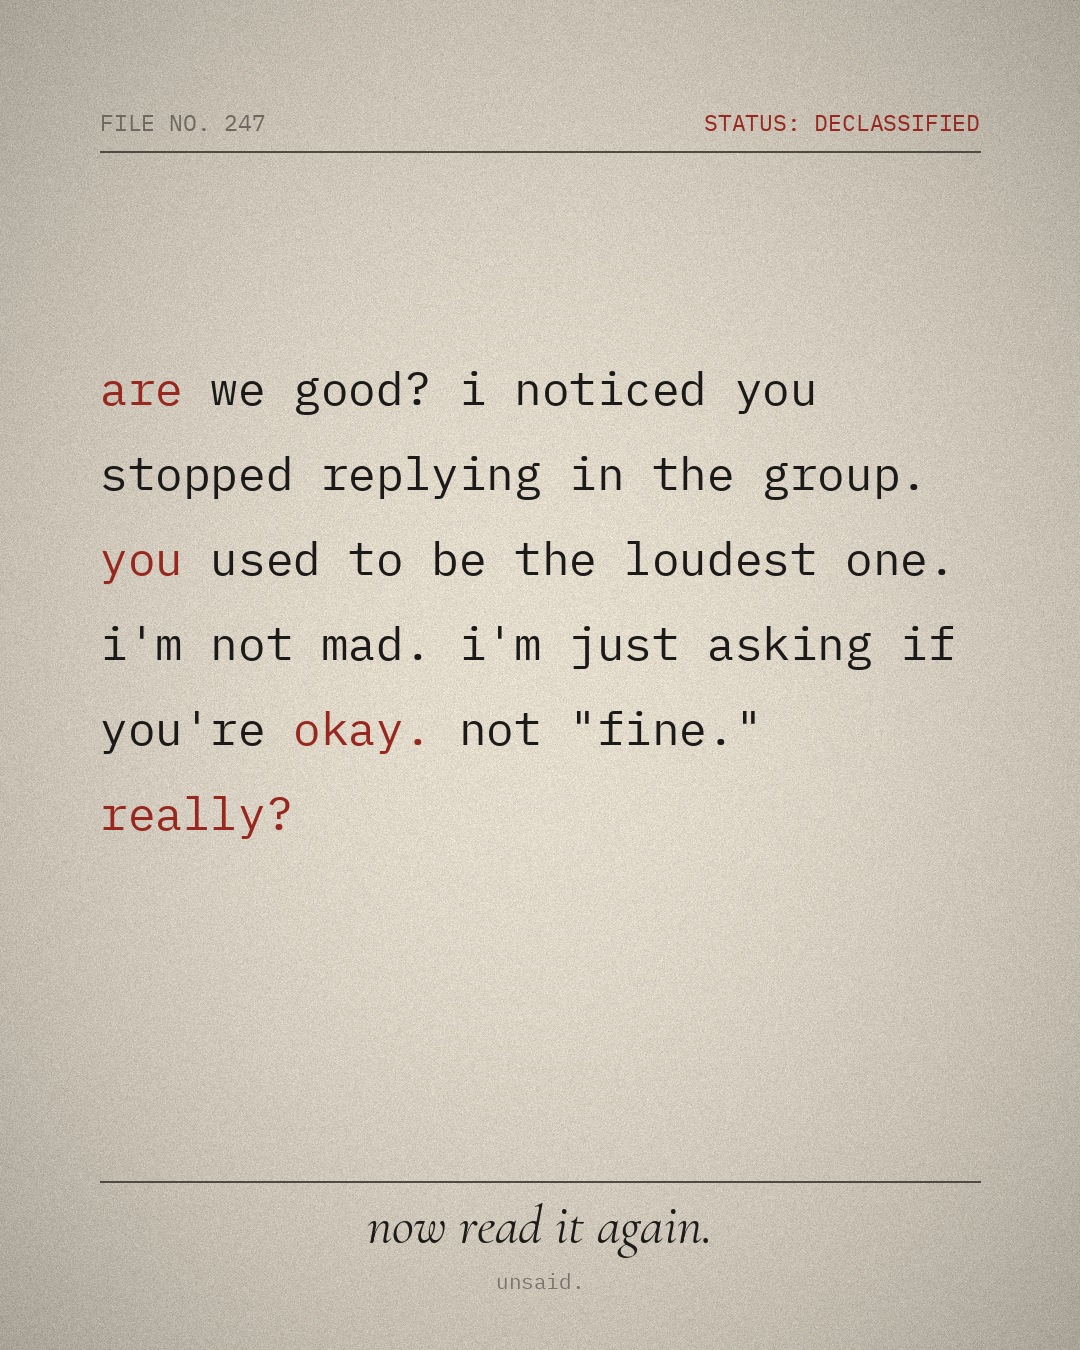 FILE NO. 247
STATUS: DECLASSIFIED
are we good? i noticed you
stopped replying in the group.
you used to be the loudest one.
i'm not mad. i'm just asking if
you're okay. not "fine."
really?
now read it again.
unsaid.